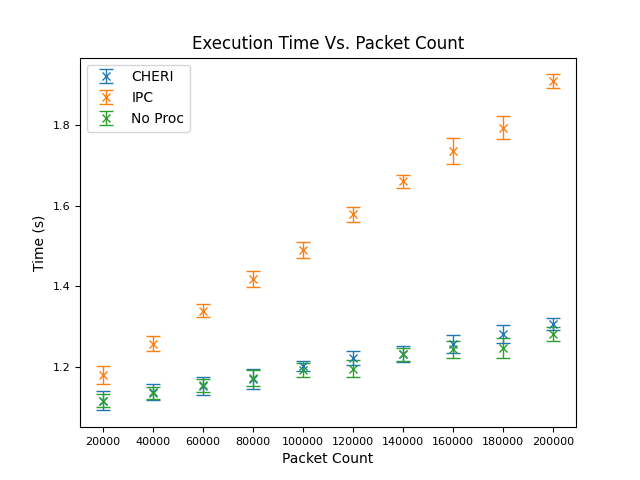 Execution Time Vs. Packet Count
CHERI
IPC
No Proc
Time (s)
1.8
1.6
1.4
1.2
20000 40000 60000 80000 100000 120000 140000 160000 180000 200000
Packet Count